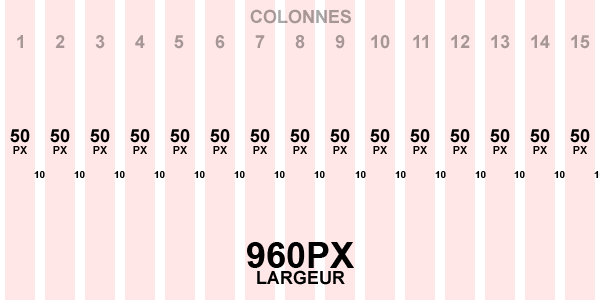 COLONNES
1 2 3 4 5 6 7 8 9 10 11 12 13 14 15
50 50 50 50 50 50 50 50 50 50 50 50 50 50 50
PX PX PX PX PX PX PX PX PX PX PX PX PX PX PX
10 10 10 10 10 10 10 10 10 10 10 10 10 10 1
960PX
LARGEUR